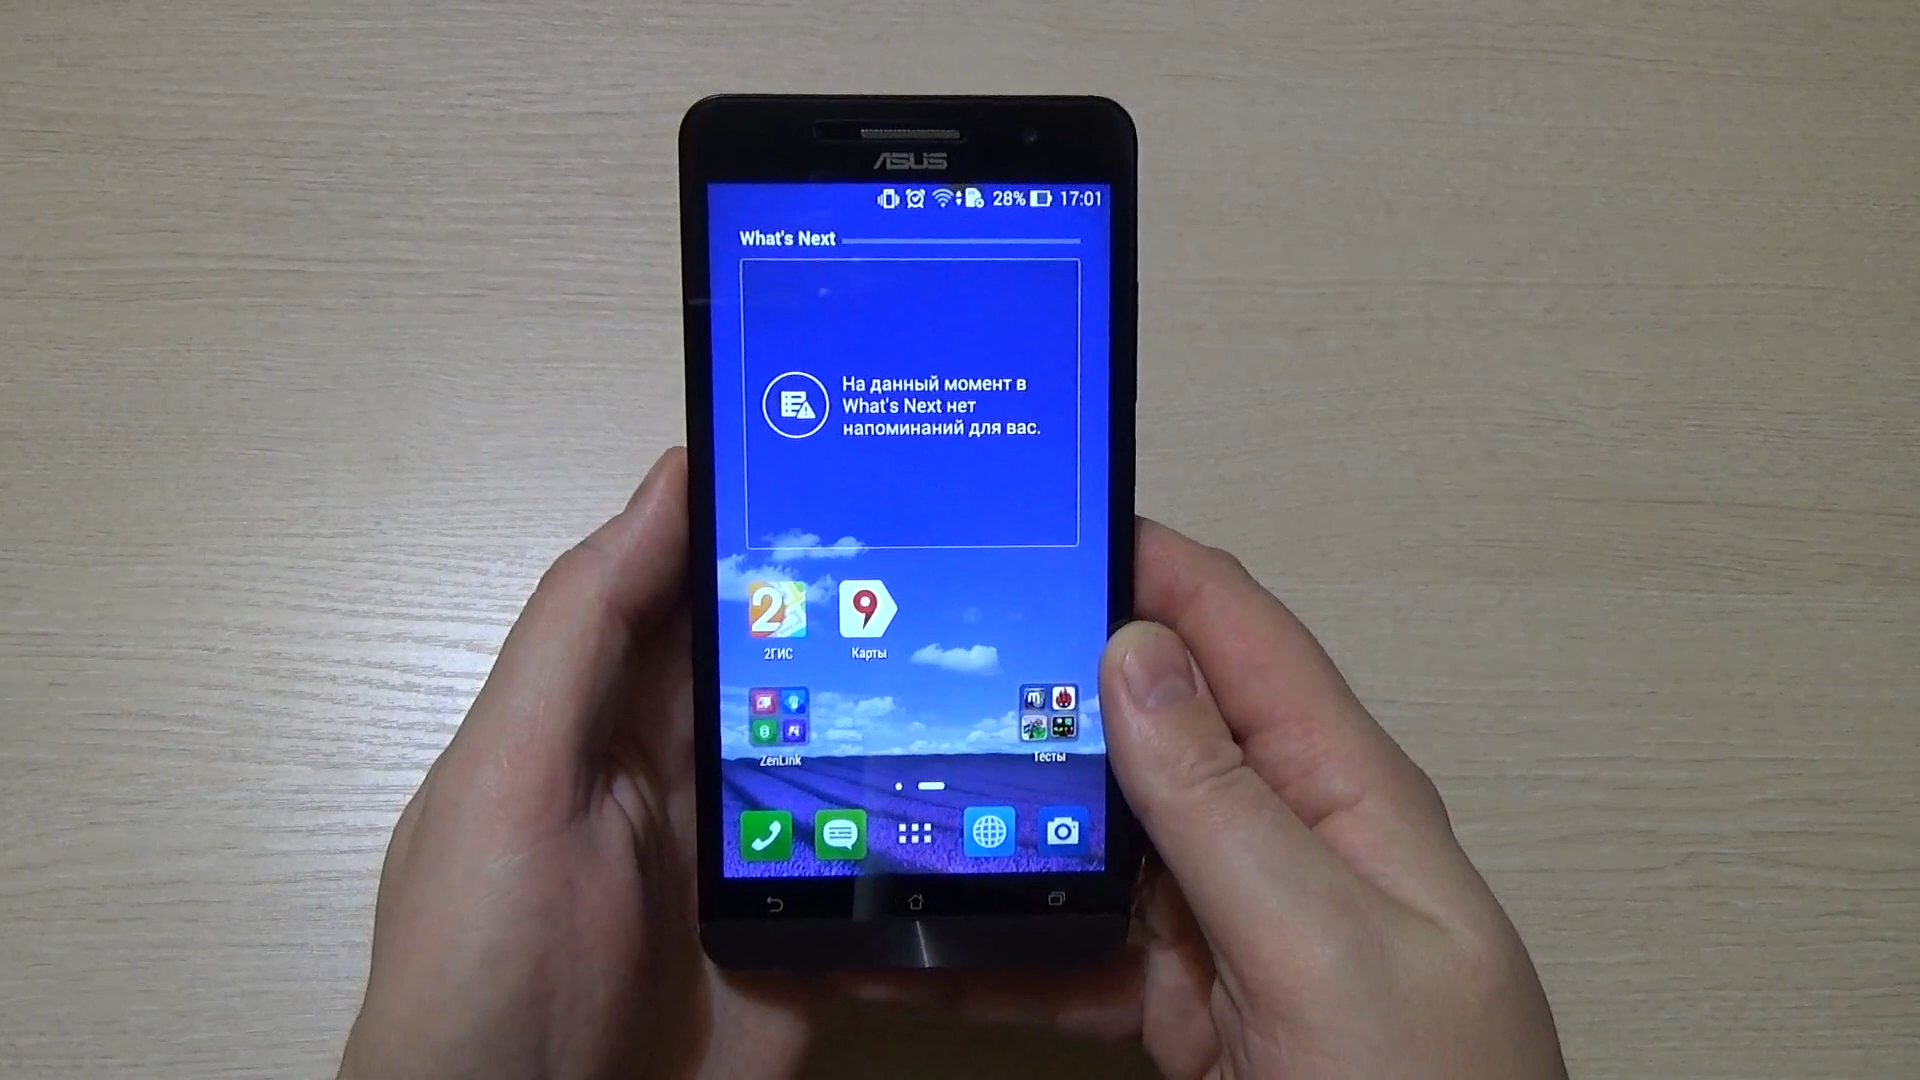 ASUS
28% 17:01
What's Next
На данный момент в
What's Next нет
напоминаний для вас.
2
2ГИС Карты
ZenLink Тесты